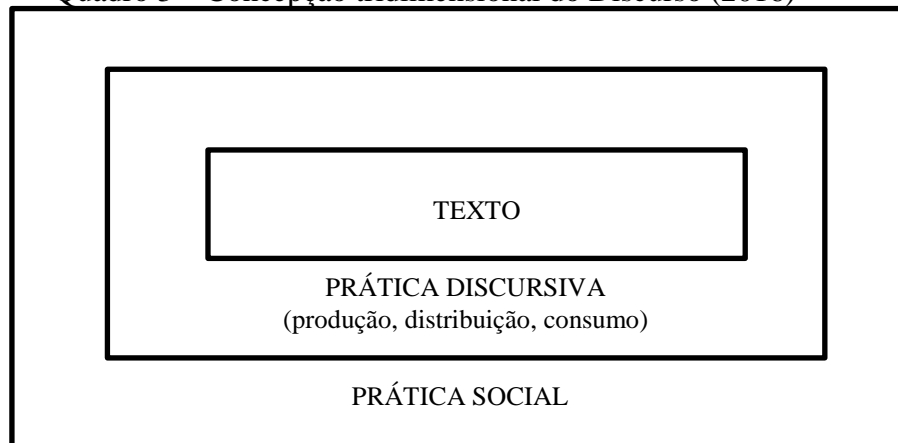 Quadro 3 – Concepção tridimensional do Discurso (2016)
TEXTO
PRÁTICA DISCURSIVA
(produção, distribuição, consumo)
PRÁTICA SOCIAL